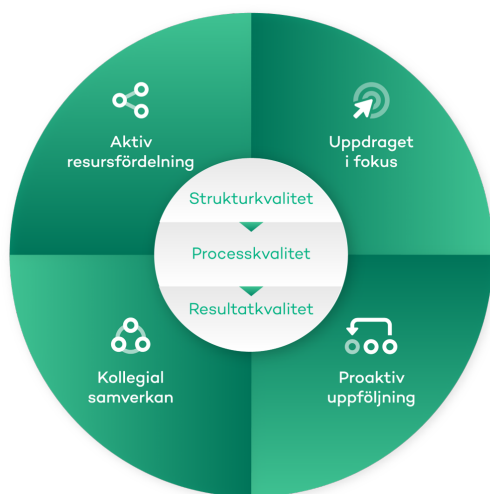 Aktiv
resursfördelning
Uppdraget
i fokus
Strukturkvalitet
Processkvalitet
Resultatkvalitet
Kollegial
samverkan
Proaktiv
uppföljning